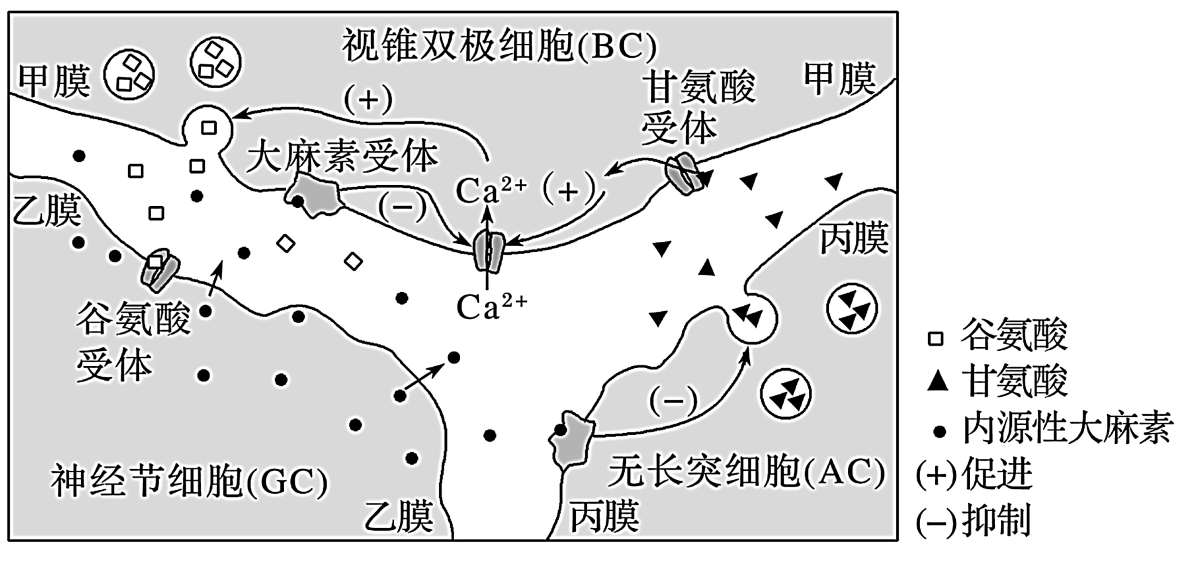 视锥双极细胞(BC)
甲膜
甘氨酸
受体
甲膜
(+)
大麻素受体
Ca²⁺
(+)
(−)
乙膜
丙膜
谷氨酸
受体
Ca²⁺
(−)
神经节细胞(GC)
无长突细胞(AC)
乙膜
丙膜
谷氨酸
甘氨酸
内源性大麻素
(+)促进
(−)抑制